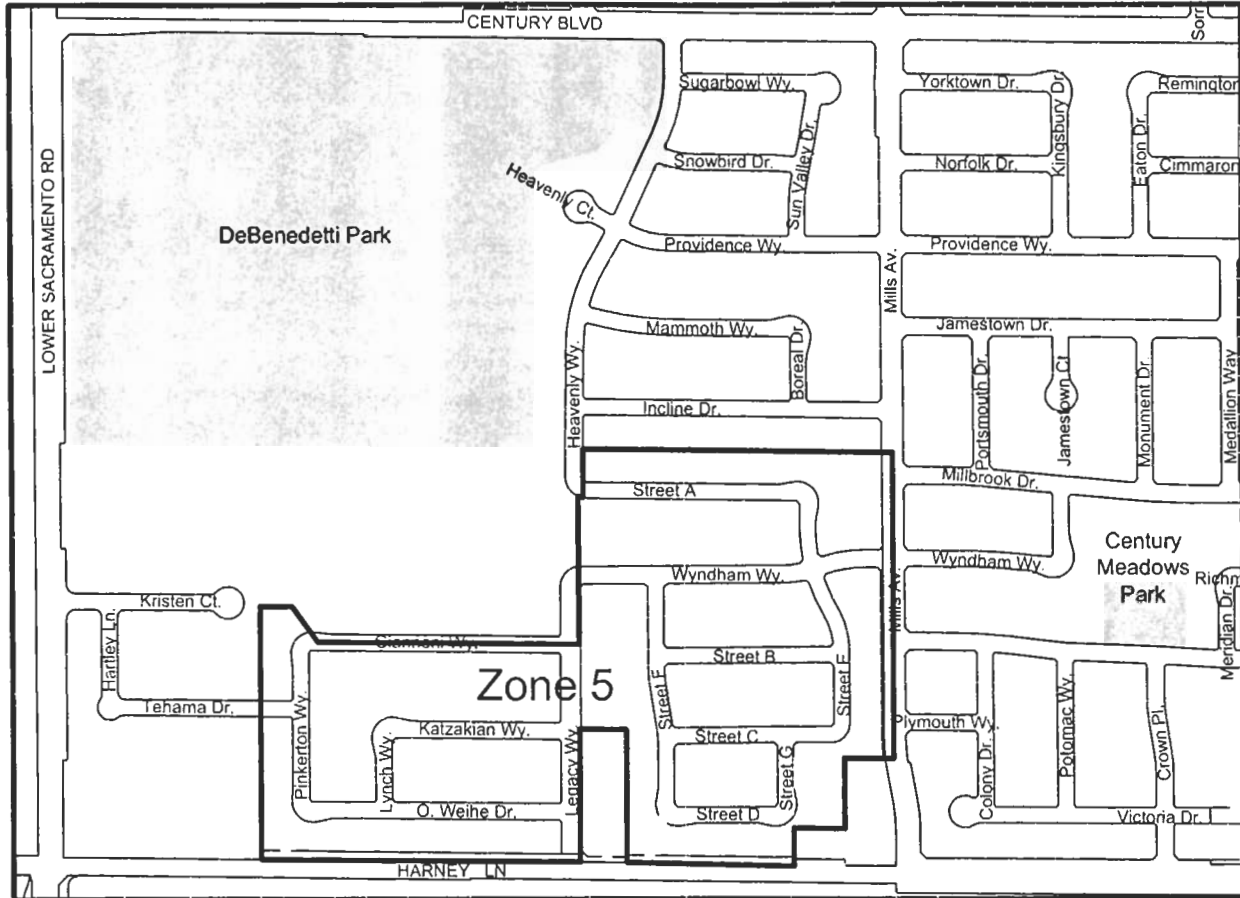 CENTURY BLVD
Sorr
Sugarbowl Wy.
Yorktown Dr.
Remington
Kingsbury Dr.
Eaton Dr.
Sun Valley Dr.
Snowbird Dr.
Norfolk Dr.
Cimmaron
Heavenly Ct.
DeBenedetti Park
Providence Wy.
Providence Wy.
LOWER SACRAMENTO RD
Mills Av.
Mammoth Wy.
Boreal Dr.
Jamestown Dr.
Heavenly Wy.
Portsmouth Dr.
Jamestown Ct
Monument Dr.
Medallion Way
Incline Dr.
Millbrook Dr.
Street A
Century
Meadows
Park
Wyndham Wy.
Wyndham Wy.
Richm
Mills Av.
Meridian Dr.
Kristen Ct.
Hartley Ln.
Giannoni Wy.
Street B
Zone 5
Street F
Street E
Tehama Dr.
Pinkerton Wy.
Lynch Wy.
Katzakian Wy.
Legacy Wy.
Street C
Street G
Plymouth Wy.
Colony Dr.
Potomac Wy.
Crown Pl.
O. Weihe Dr.
Street D
Victoria Dr.
HARNEY LN